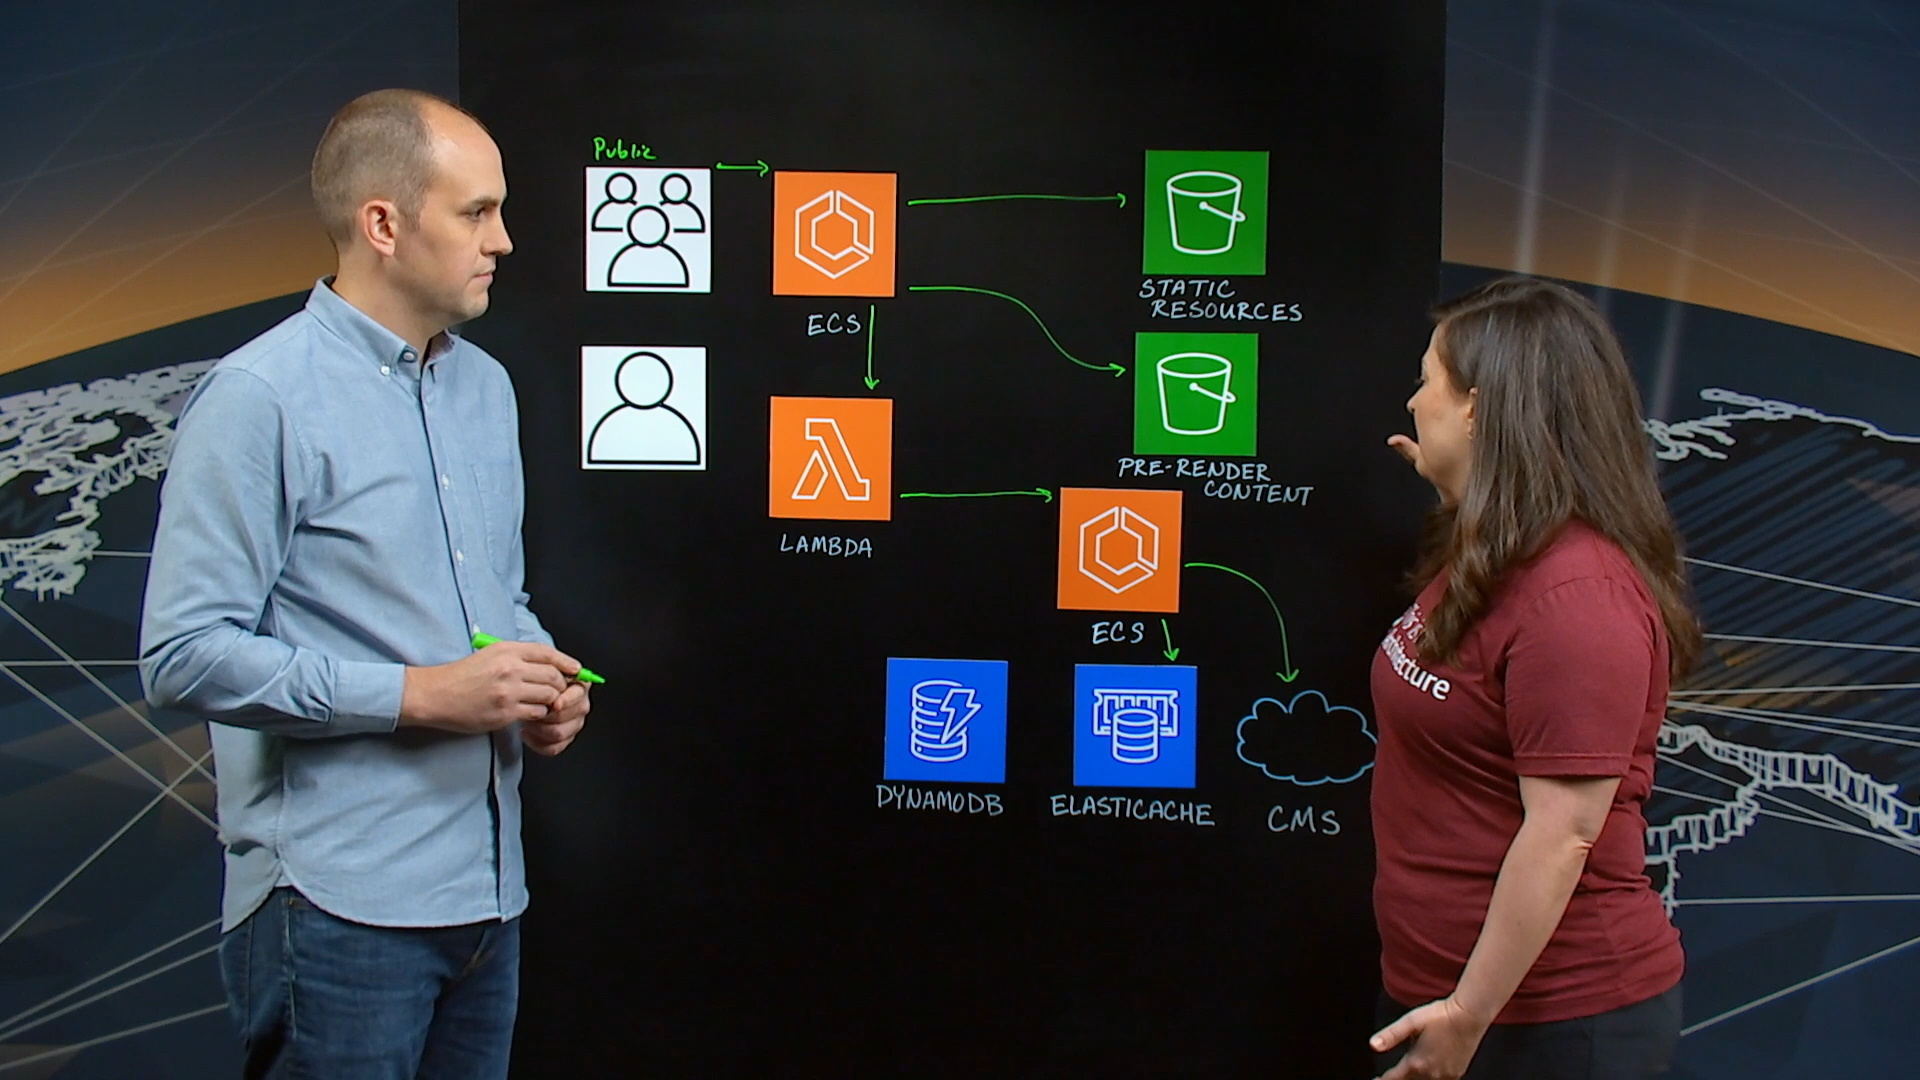 Public
ECS
STATIC
RESOURCES
PRE-RENDER
CONTENT
LAMBDA
ECS
DYNAMODB
ELASTICACHE
CMS